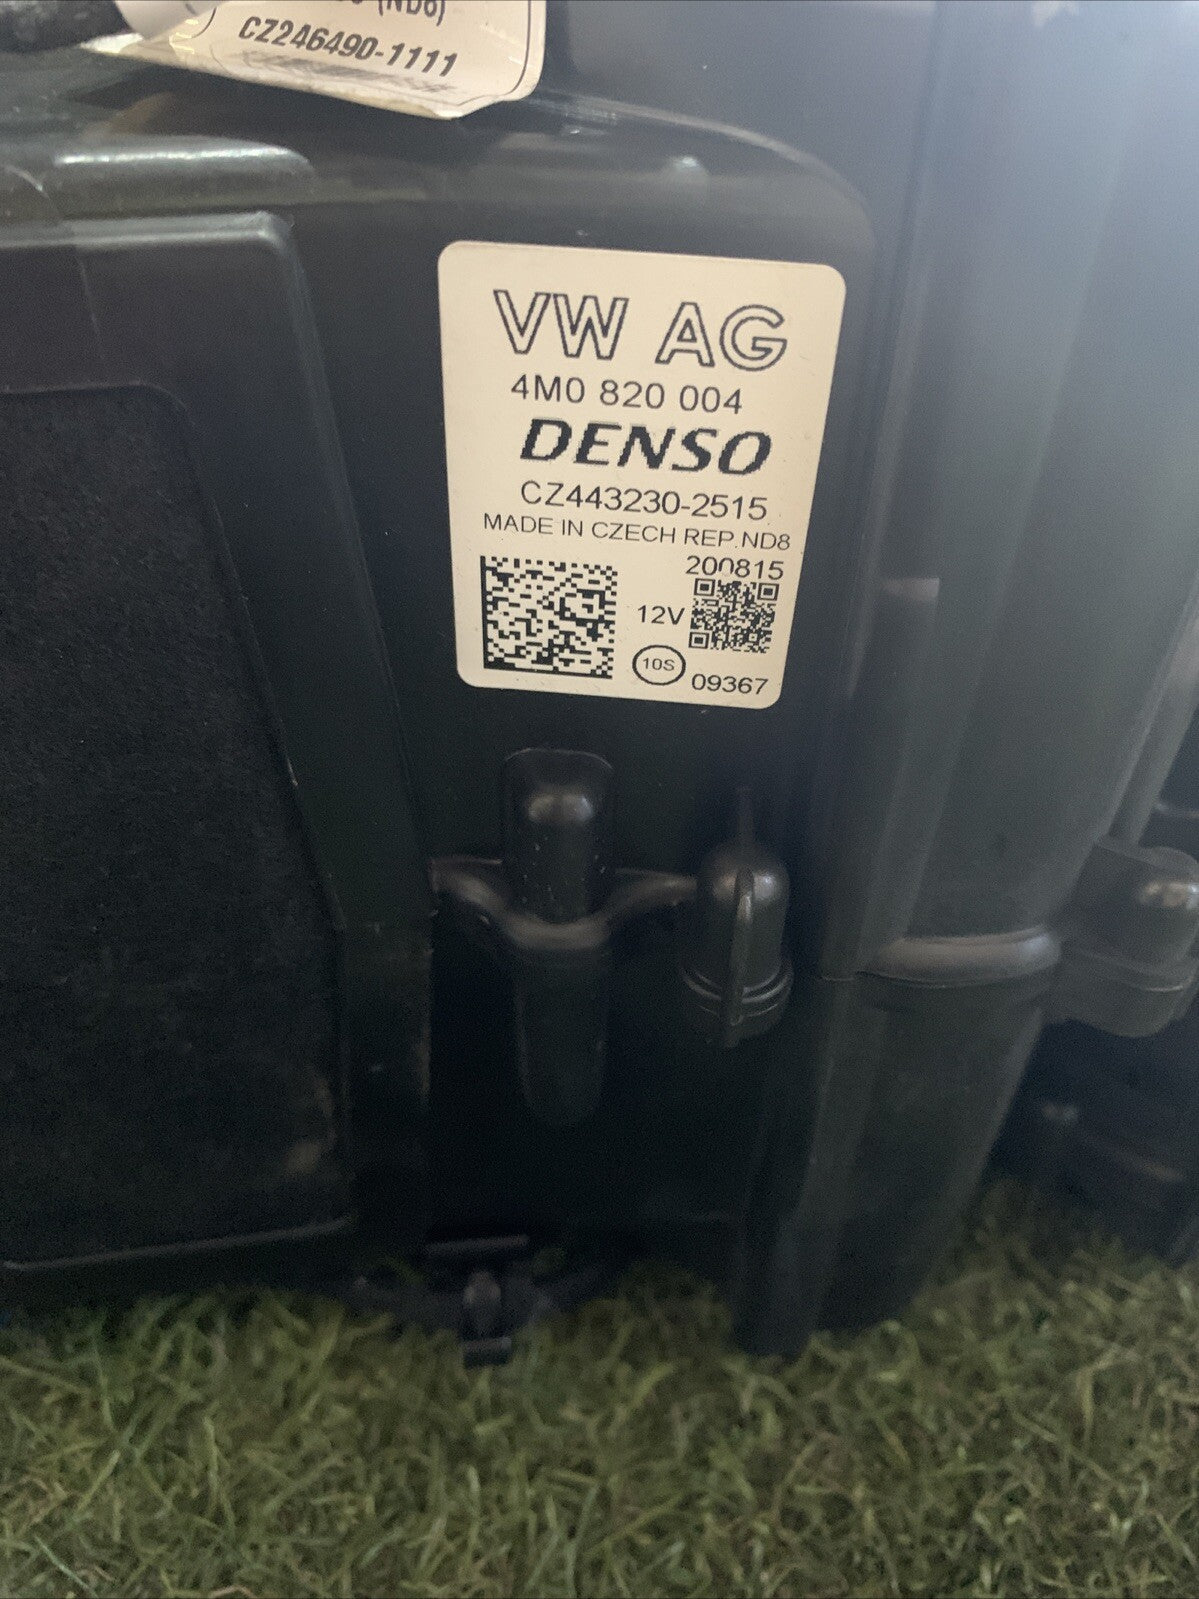 (ND6)
CZ246490-1111
VW AG
4M0 820 004
DENSO
CZ443230-2515
MADE IN CZECH REP.ND8
200815
12V
10S
09367